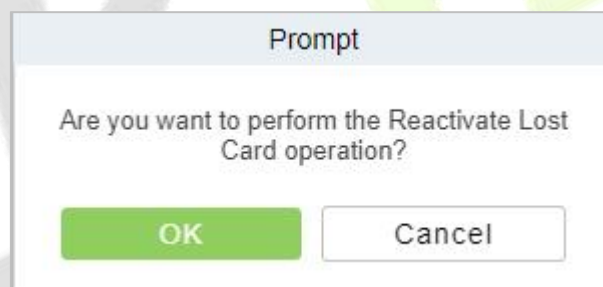 Prompt
Are you want to perform the Reactivate Lost
Card operation?
OK
Cancel